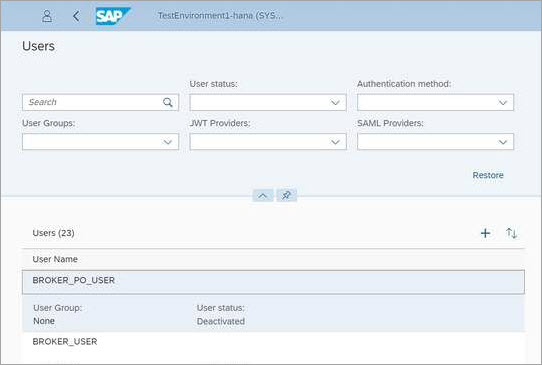 SAP TestEnvironment1-hana (SYS...
Users
User status: Authentication method:
Search
User Groups: JWT Providers: SAML Providers:
Restore
Users (23)
User Name
BROKER_PO_USER
User Group: User status:
None Deactivated
BROKER_USER